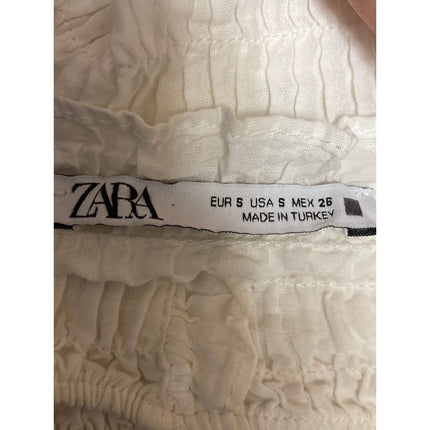 ZARA
EUR S USA S MEX 26
MADE IN TURKEY